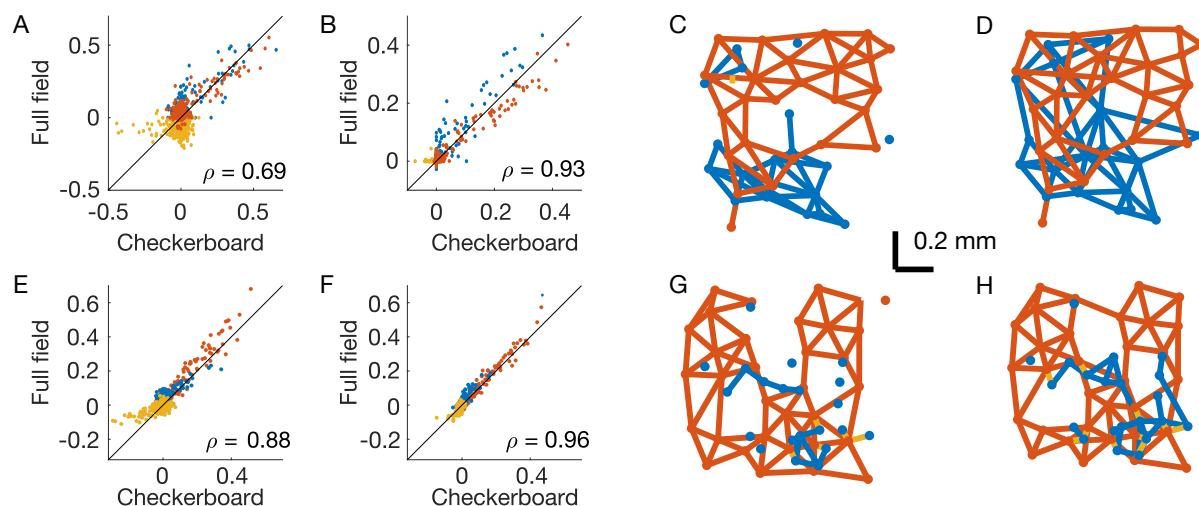 A
Full field
0.5
0
-0.5
-0.5
0
0.5
Checkerboard
ρ = 0.69
B
Full field
0.4
0.2
0
0
0.2
0.4
Checkerboard
ρ = 0.93
C
D
0.2 mm
E
Full field
0.6
0.4
0.2
0
-0.2
0
0.4
Checkerboard
ρ = 0.88
F
Full field
0.6
0.4
0.2
0
-0.2
0
0.4
Checkerboard
ρ = 0.96
G
H